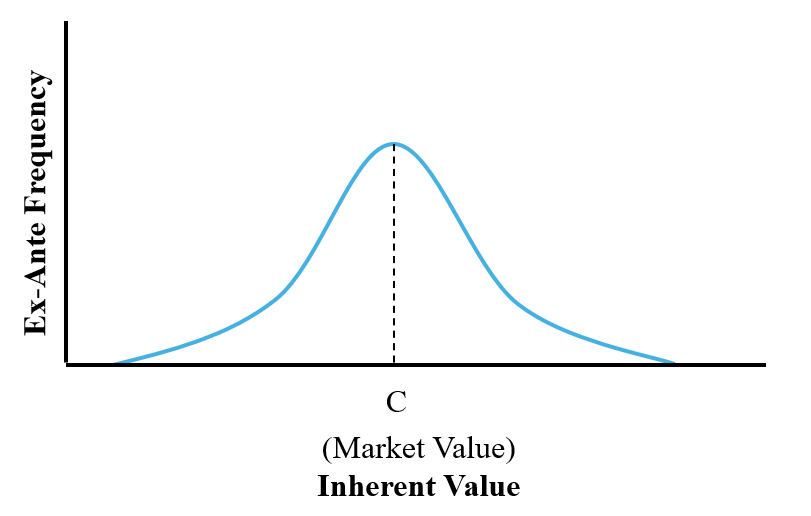 Ex-Ante Frequency
C
(Market Value)
Inherent Value